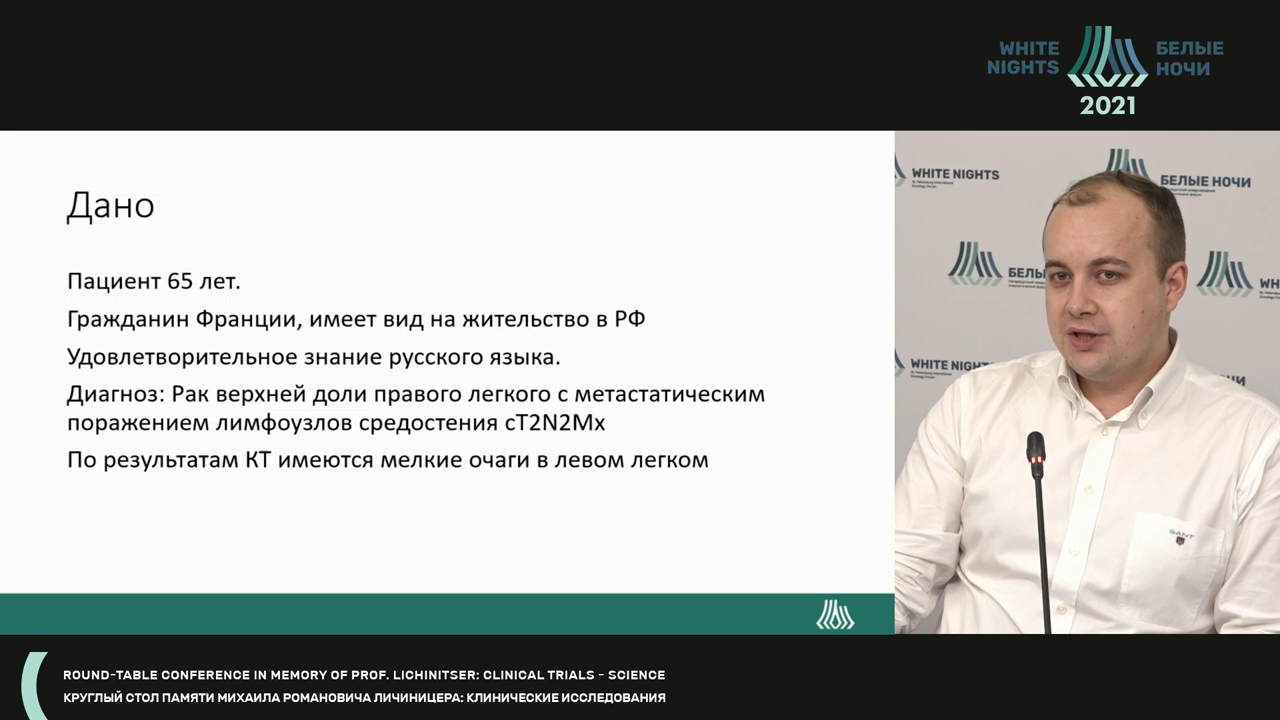 WHITE
NIGHTS
БЕЛЫЕ
НОЧИ
2021
Дано
Пациент 65 лет.
Гражданин Франции, имеет вид на жительство в РФ
Удовлетворительное знание русского языка.
Диагноз: Рак верхней доли правого легкого с метастатическим
поражением лимфоузлов средостения cT2N2Mx
По результатам КТ имеются мелкие очаги в левом легком
WHITE NIGHTS
БЕЛЫЕ НОЧИ
WHITE NIGHTS
GANT
ROUND-TABLE CONFERENCE IN MEMORY OF PROF. LICHINITSER: CLINICAL TRIALS - SCIENCE
КРУГЛЫЙ СТОЛ ПАМЯТИ МИХАИЛА РОМАНОВИЧА ЛИЧИНИЦЕРА: КЛИНИЧЕСКИЕ ИССЛЕДОВАНИЯ